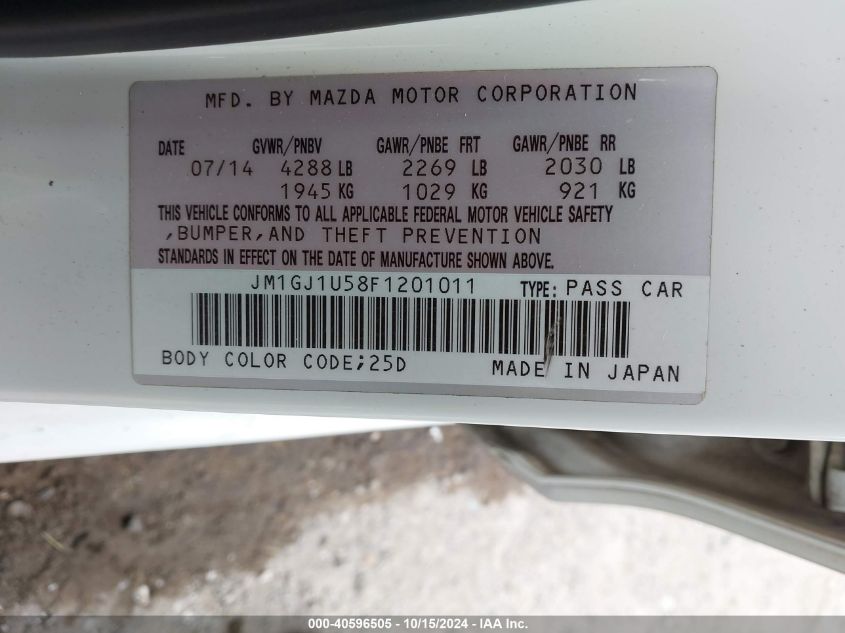 MFD. BY MAZDA MOTOR CORPORATION
DATE GVWR/PNBV GAWR/PNBE FRT GAWR/PNBE RR
07/14 4288 LB 2269 LB 2030 LB
1945 KG 1029 KG 921 KG
THIS VEHICLE CONFORMS TO ALL APPLICABLE FEDERAL MOTOR VEHICLE SAFETY
,BUMPER,AND THEFT PREVENTION
STANDARDS IN EFFECT ON THE DATE OF MANUFACTURE SHOWN ABOVE.
JM1GJ1U58F1201011 TYPE: PASS CAR
BODY COLOR CODE;25D MADE IN JAPAN
000-40596505 - 10/15/2024 - IAA Inc.